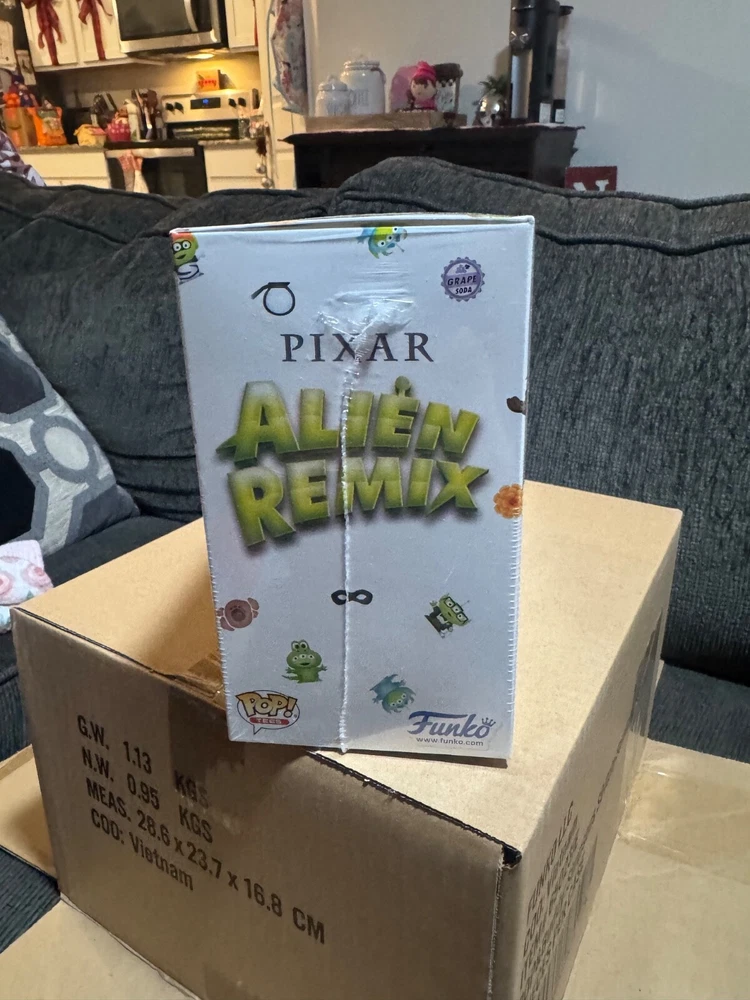 GRAPE
SODA
PIXAR
ALIEN
REMIX
POP!
TEES
Funko
www.funko.com
G.W. 1.13 KGS
N.W. 0.95 KGS
MEAS. 28.6 x 23.7 x 16.8 CM
COO: Vietnam